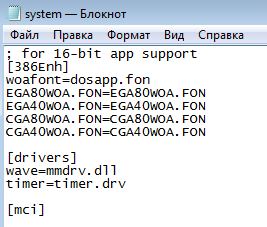 system — Блокнот
Файл Правка Формат Вид Справка
; for 16-bit app support
[386Enh]
woafont=dosapp.fon
EGA80WOA.FON=EGA80WOA.FON
EGA40WOA.FON=EGA40WOA.FON
CGA80WOA.FON=CGA80WOA.FON
CGA40WOA.FON=CGA40WOA.FON
[drivers]
wave=mmdrv.dll
timer=timer.drv
[mci]